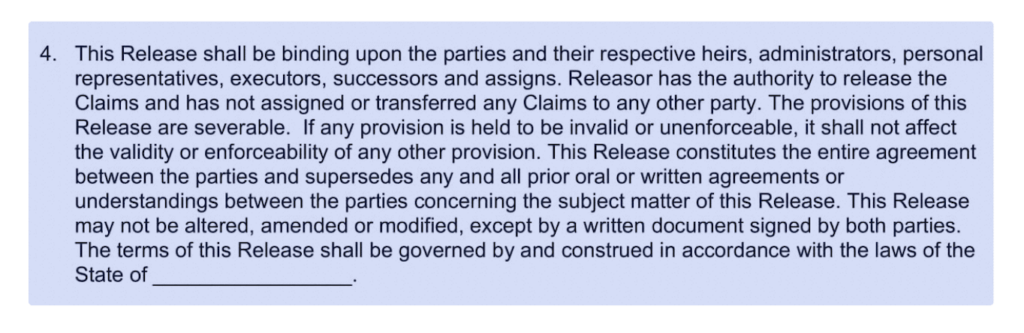 4. This Release shall be binding upon the parties and their respective heirs, administrators, personal
representatives, executors, successors and assigns. Releasor has the authority to release the
Claims and has not assigned or transferred any Claims to any other party. The provisions of this
Release are severable.  If any provision is held to be invalid or unenforceable, it shall not affect
the validity or enforceability of any other provision. This Release constitutes the entire agreement
between the parties and supersedes any and all prior oral or written agreements or
understandings between the parties concerning the subject matter of this Release. This Release
may not be altered, amended or modified, except by a written document signed by both parties.
The terms of this Release shall be governed by and construed in accordance with the laws of the
State of __________________.